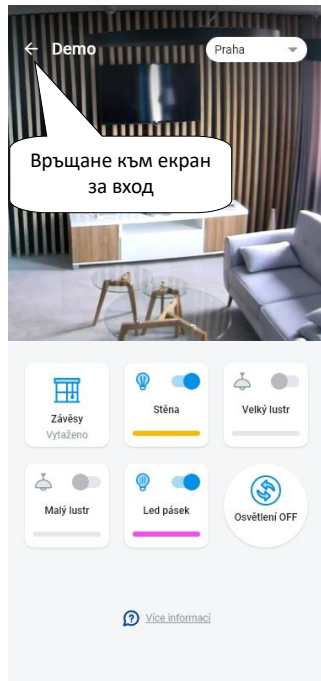 Demo
Praha
Връщане към екран
за вход
Závěsy
Vytaženo
Stěna
Velký lustr
Malý lustr
Led pásek
Osvětlení OFF
Více informací